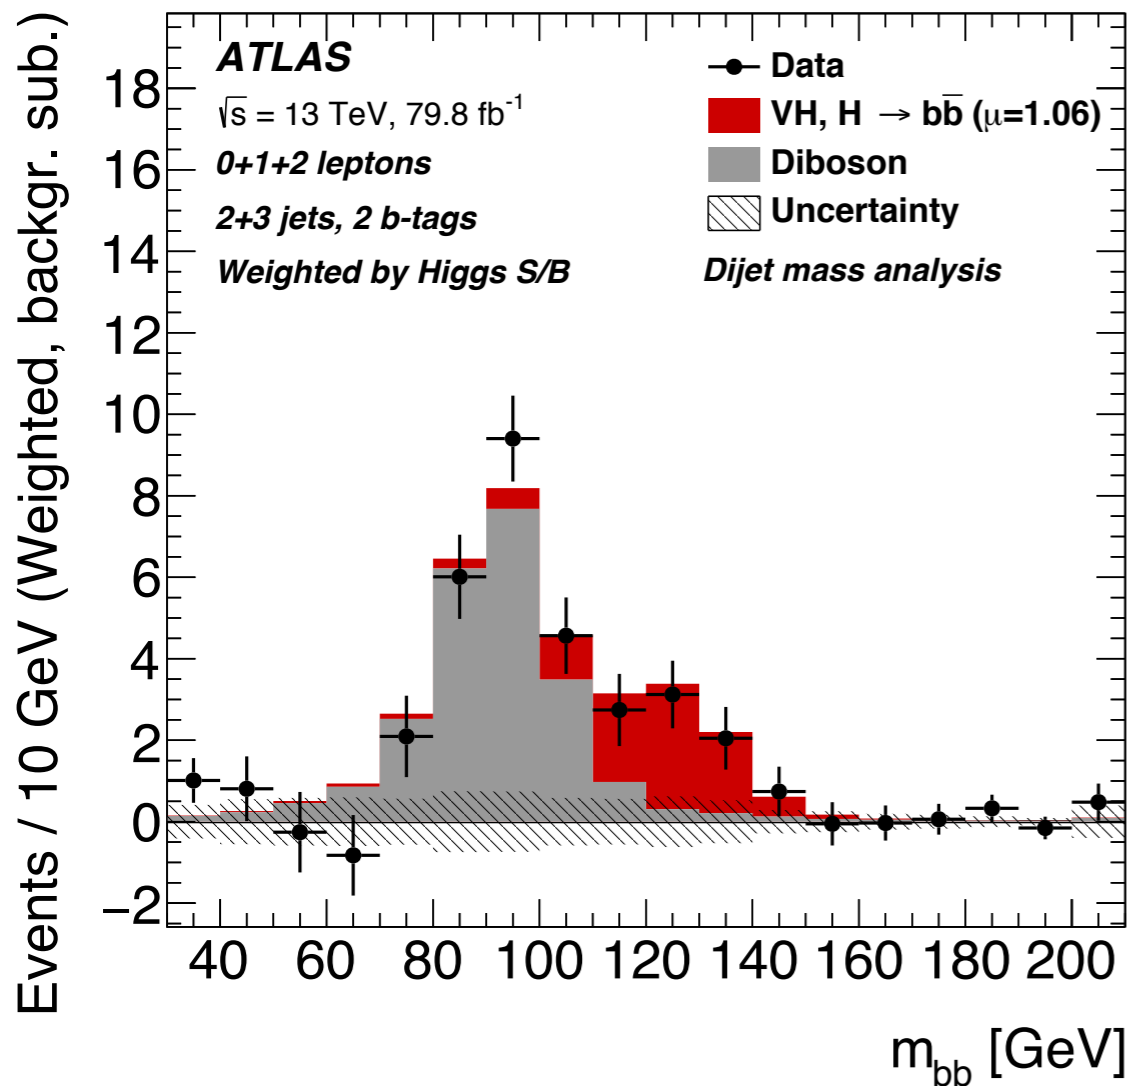 Events / 10 GeV (Weighted, backgr. sub.)
18
16
14
12
10
8
6
4
2
0
−2
ATLAS
√s = 13 TeV, 79.8 fb⁻¹
0+1+2 leptons
2+3 jets, 2 b-tags
Weighted by Higgs S/B
Data
VH, H → bb̅ (μ=1.06)
Diboson
Uncertainty
Dijet mass analysis
40 60 80 100 120 140 160 180 200
m_bb [GeV]